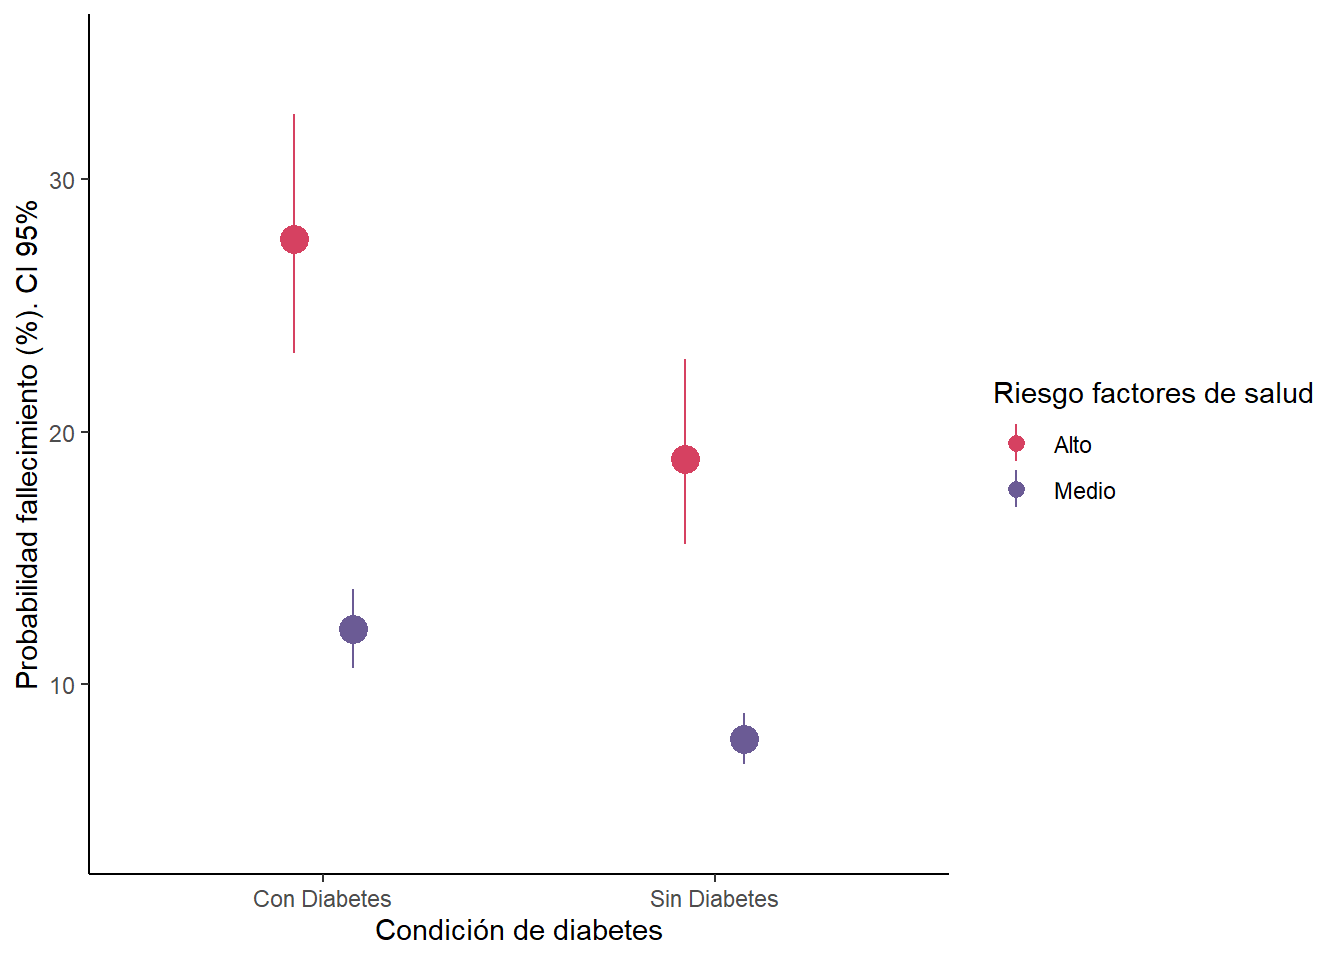 Probabilidad fallecimiento (%). CI 95%
30
20
10
Con Diabetes
Sin Diabetes
Condición de diabetes
Riesgo factores de salud
Alto
Medio